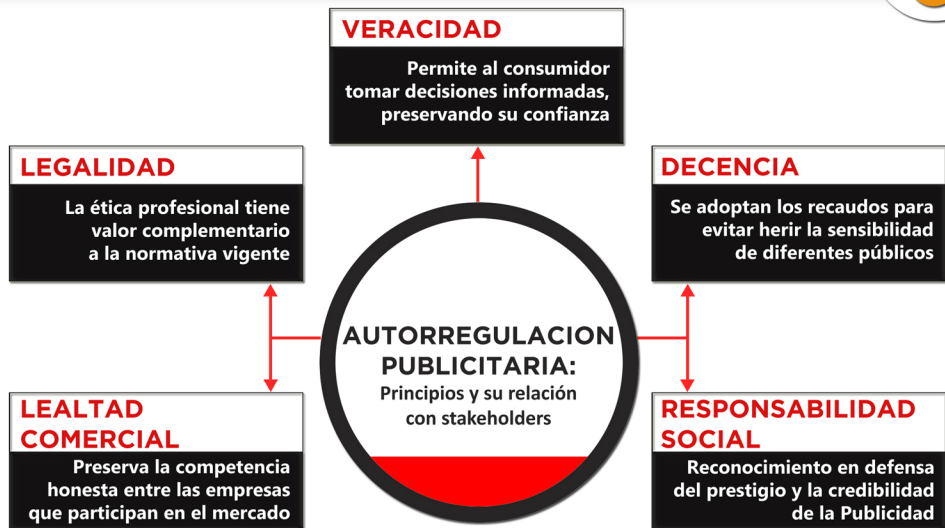 VERACIDAD
Permite al consumidor
tomar decisiones informadas,
preservando su confianza
LEGALIDAD
La ética profesional tiene
valor complementario
a la normativa vigente
DECENCIA
Se adoptan los recaudos para
evitar herir la sensibilidad
de diferentes públicos
AUTORREGULACION
PUBLICITARIA:
Principios y su relación
con stakeholders
LEALTAD
COMERCIAL
Preserva la competencia
honesta entre las empresas
que participan en el mercado
RESPONSABILIDAD
SOCIAL
Reconocimiento en defensa
del prestigio y la credibilidad
de la Publicidad